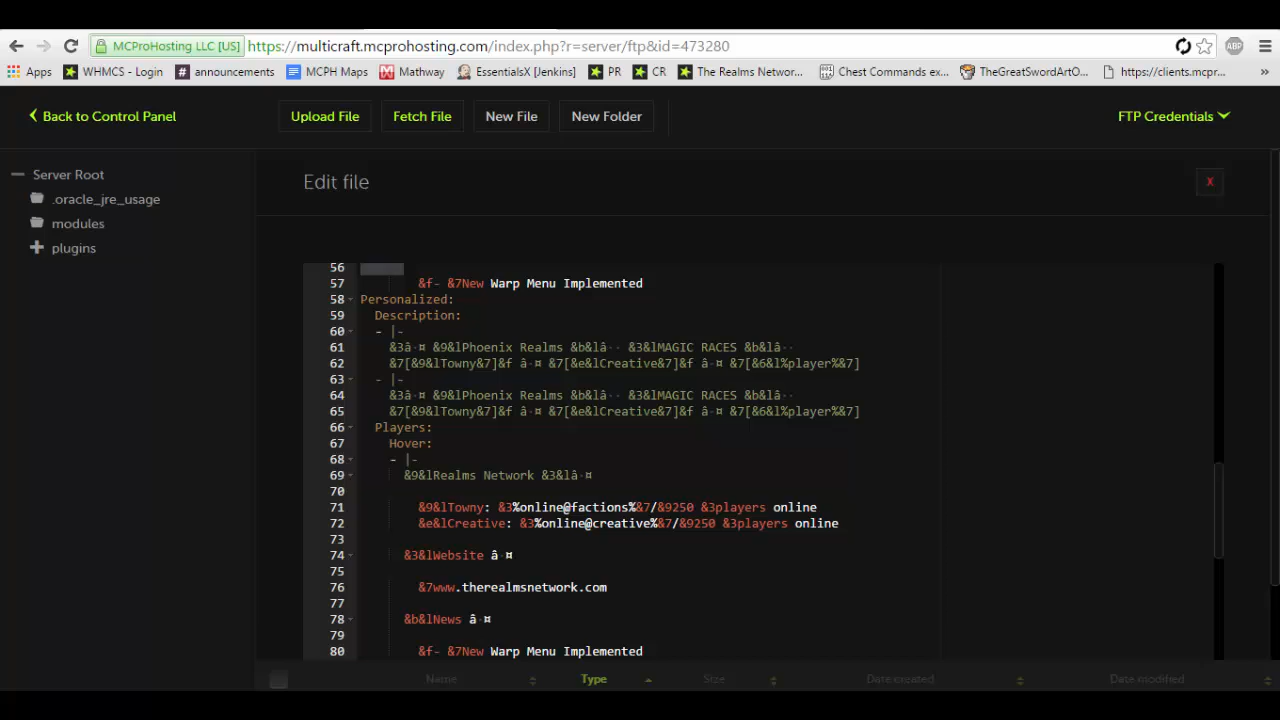 MCProHosting LLC [US] https://multicraft.mcprohosting.com/index.php?r=server/ftp&id=473280 ABP
Apps WHMCS - Login # announcements MCPH Maps Mathway EssentialsX [Jenkins] PR CR The Realms Networ... Chest Commands ex... TheGreatSwordArtO... https://clients.mcpr... »
Back to Control Panel Upload File Fetch File New File New Folder FTP Credentials
Server Root
.oracle_jre_usage
modules
plugins
Edit file X
56
57 &f- &7New Warp Menu Implemented
58 Personalized:
59 Description:
60 - |-
61 &3â·¤ &9&lPhoenix Realms &b&lâ·· &3&lMAGIC RACES &b&lâ··
62 &7[&9&lTowny&7]&f â·¤ &7[&e&lCreative&7]&f â·¤ &7[&6&l%player%&7]
63 - |-
64 &3â·¤ &9&lPhoenix Realms &b&lâ·· &3&lMAGIC RACES &b&lâ··
65 &7[&9&lTowny&7]&f â·¤ &7[&e&lCreative&7]&f â·¤ &7[&6&l%player%&7]
66 Players:
67 Hover:
68 - |-
69 &9&lRealms Network &3&lâ·¤
70
71 &9&lTowny: &3%online@factions%&7/&9250 &3players online
72 &e&lCreative: &3%online@creative%&7/&9250 &3players online
73
74 &3&lWebsite â·¤
75
76 &7www.therealmsnetwork.com
77
78 &b&lNews â·¤
79
80 &f- &7New Warp Menu Implemented
Name Type Size Date created Date modified